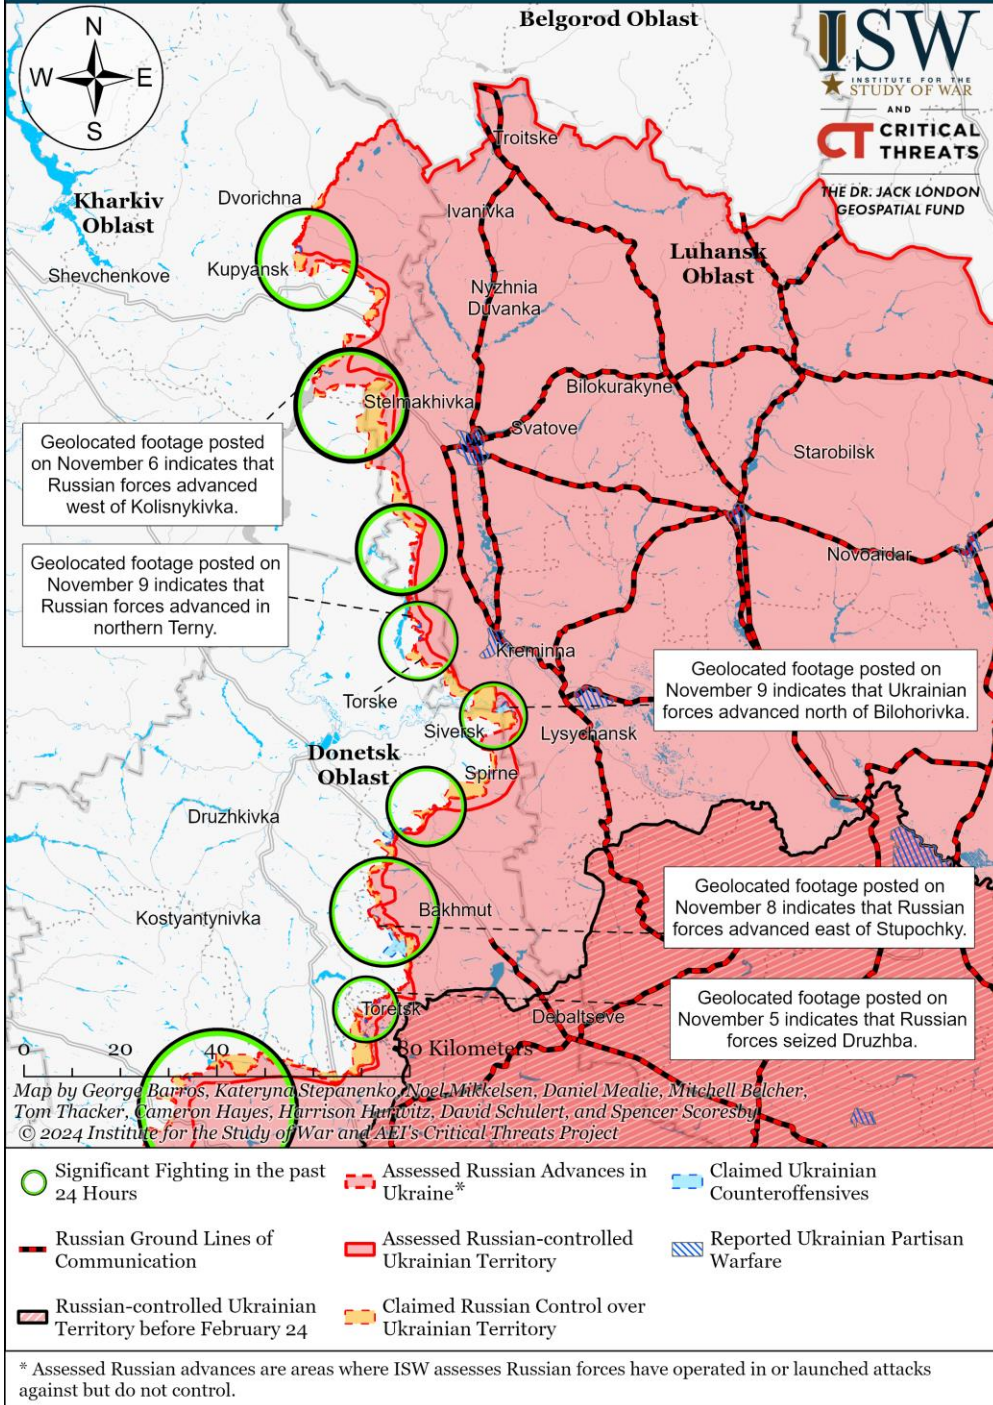 Belgorod Oblast
N
W E
S
ISW
INSTITUTE FOR THE
STUDY OF WAR
AND
CT CRITICAL
THREATS
THE DR. JACK LONDON
GEOSPATIAL FUND
Troitske
Dvorichna
Kharkiv
Oblast
Ivanivka
Luhansk
Oblast
Shevchenkove
Kupyansk
Nyzhnia
Duvanka
Bilokurakyne
Stelmakhivka
Svatove
Starobilsk
Geolocated footage posted
on November 6 indicates that
Russian forces advanced
west of Kolisnykivka.
Novoaidar
Geolocated footage posted on
November 9 indicates that
Russian forces advanced in
northern Terny.
Kreminna
Geolocated footage posted on
November 9 indicates that Ukrainian
forces advanced north of Bilohorivka.
Torske
Siversk
Lysychansk
Donetsk
Oblast
Spirne
Druzhkivka
Geolocated footage posted on
November 8 indicates that Russian
forces advanced east of Stupochky.
Kostyantynivka
Bakhmut
Geolocated footage posted on
November 5 indicates that Russian
forces seized Druzhba.
Toretsk
Debaltseve
0 20 40 80 Kilometers
Map by George Barros, Kateryna Stepanenko, Noel Mikkelsen, Daniel Mealie, Mitchell Belcher,
Tom Thacker, Cameron Hayes, Harrison Hurwitz, David Schulert, and Spencer Scoresby
© 2024 Institute for the Study of War and AEI's Critical Threats Project
Significant Fighting in the past
24 Hours
Russian Ground Lines of
Communication
Russian-controlled Ukrainian
Territory before February 24
Assessed Russian Advances in
Ukraine*
Assessed Russian-controlled
Ukrainian Territory
Claimed Russian Control over
Ukrainian Territory
Claimed Ukrainian
Counteroffensives
Reported Ukrainian Partisan
Warfare
* Assessed Russian advances are areas where ISW assesses Russian forces have operated in or launched attacks
against but do not control.